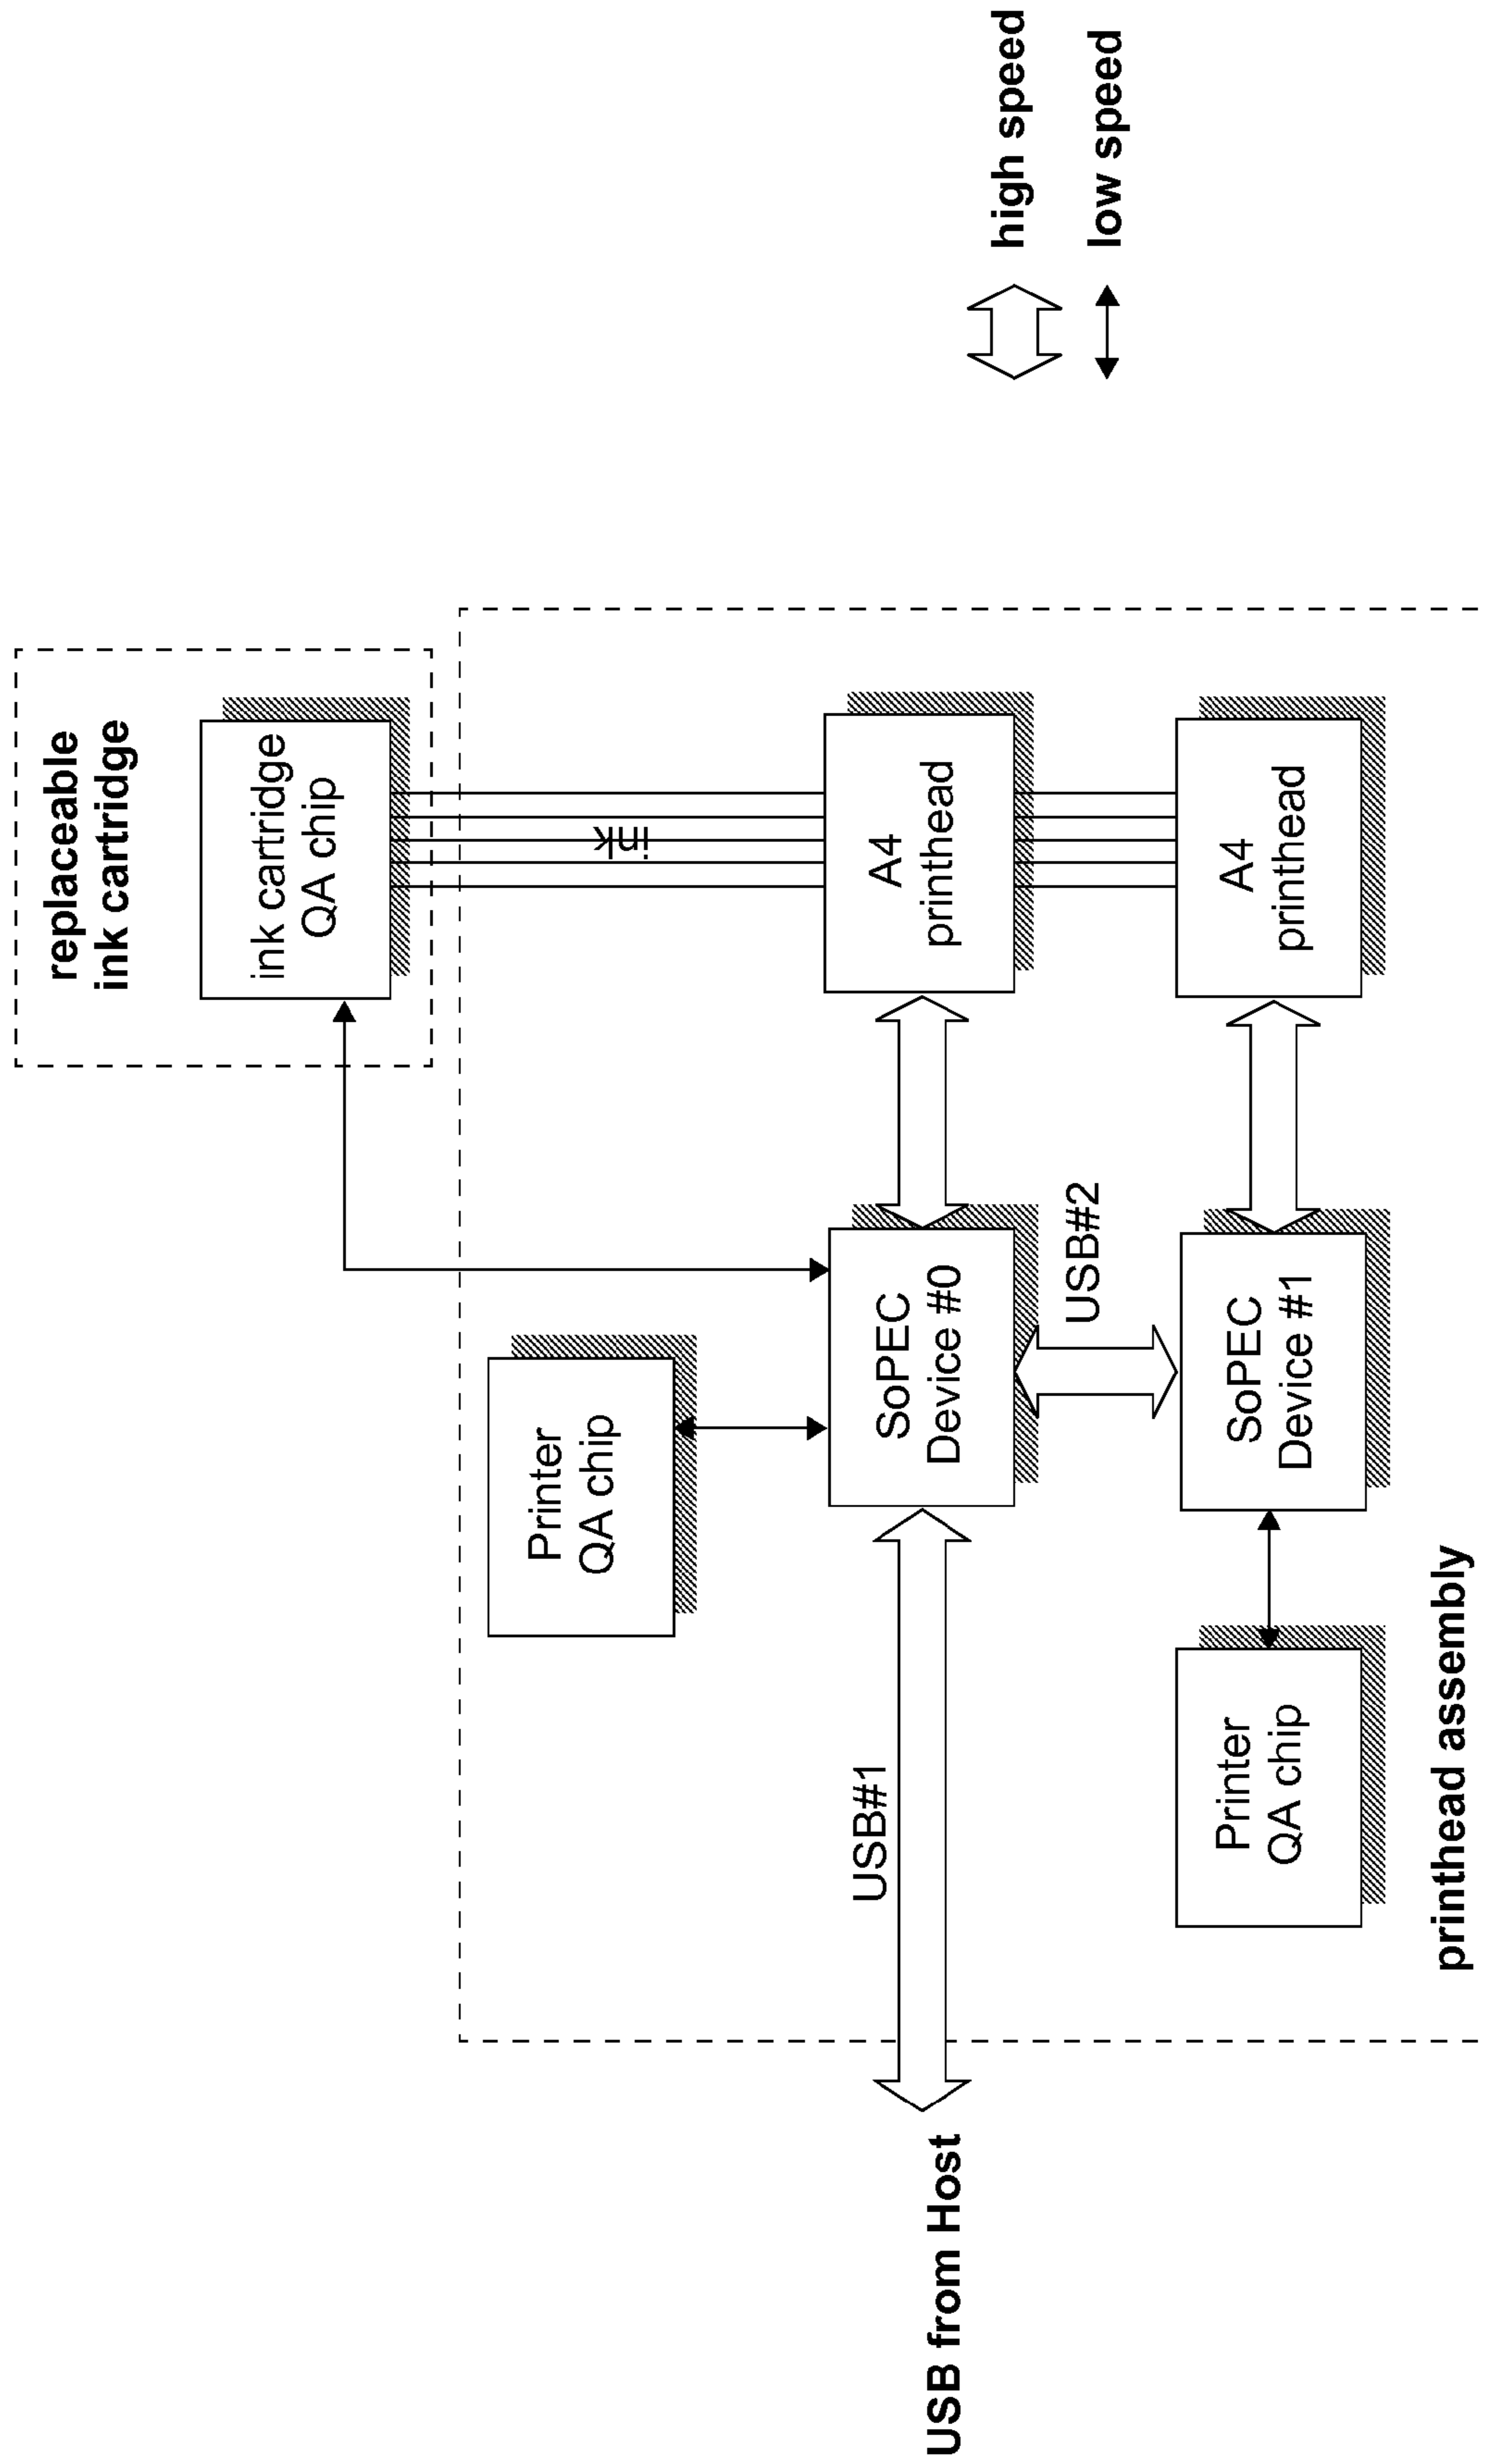 replaceable
ink cartridge
ink cartridge
QA chip
ink
Printer
QA chip
USB from Host
USB#1
SoPEC
Device #0
A4
printhead
high speed
low speed
USB#2
Printer
QA chip
SoPEC
Device #1
A4
printhead
printhead assembly